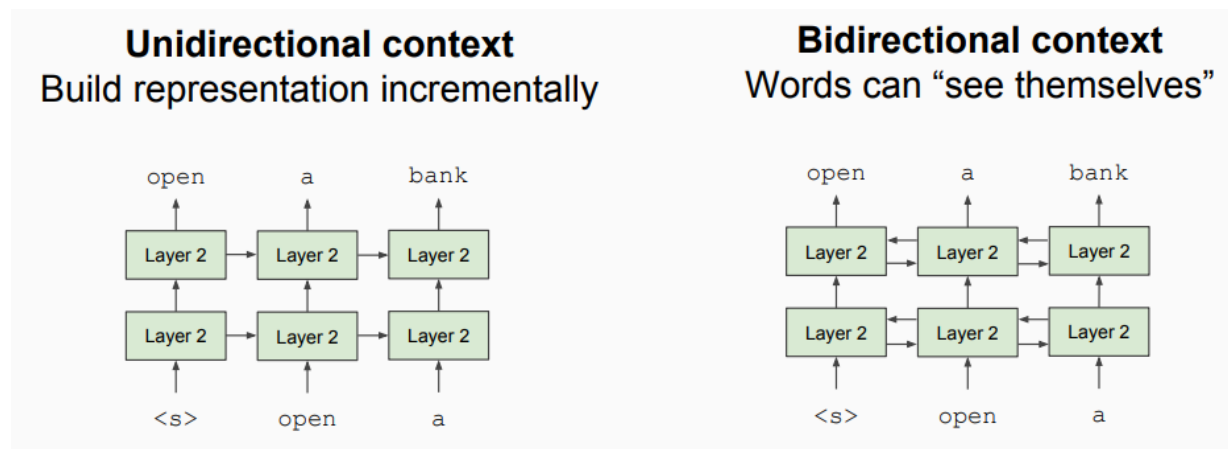 Unidirectional context
Build representation incrementally
open a bank
Layer 2 Layer 2 Layer 2
Layer 2 Layer 2 Layer 2
<s> open a
Bidirectional context
Words can “see themselves”
open a bank
Layer 2 Layer 2 Layer 2
Layer 2 Layer 2 Layer 2
<s> open a